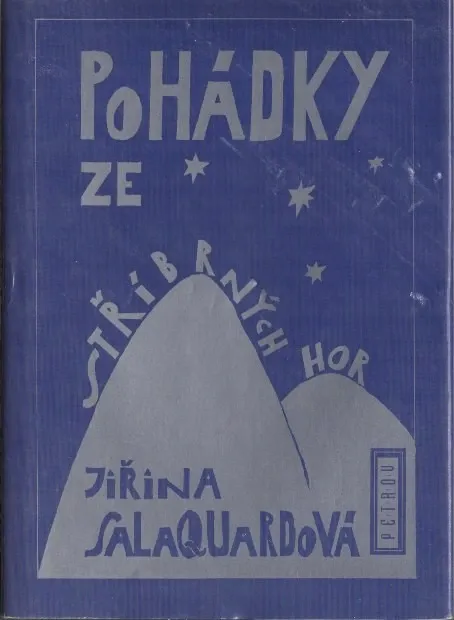 POHÁDKY
ZE
STŘÍBRNÝCH HOR
JIŘINA
SALAQUARDOVÁ
PETROV